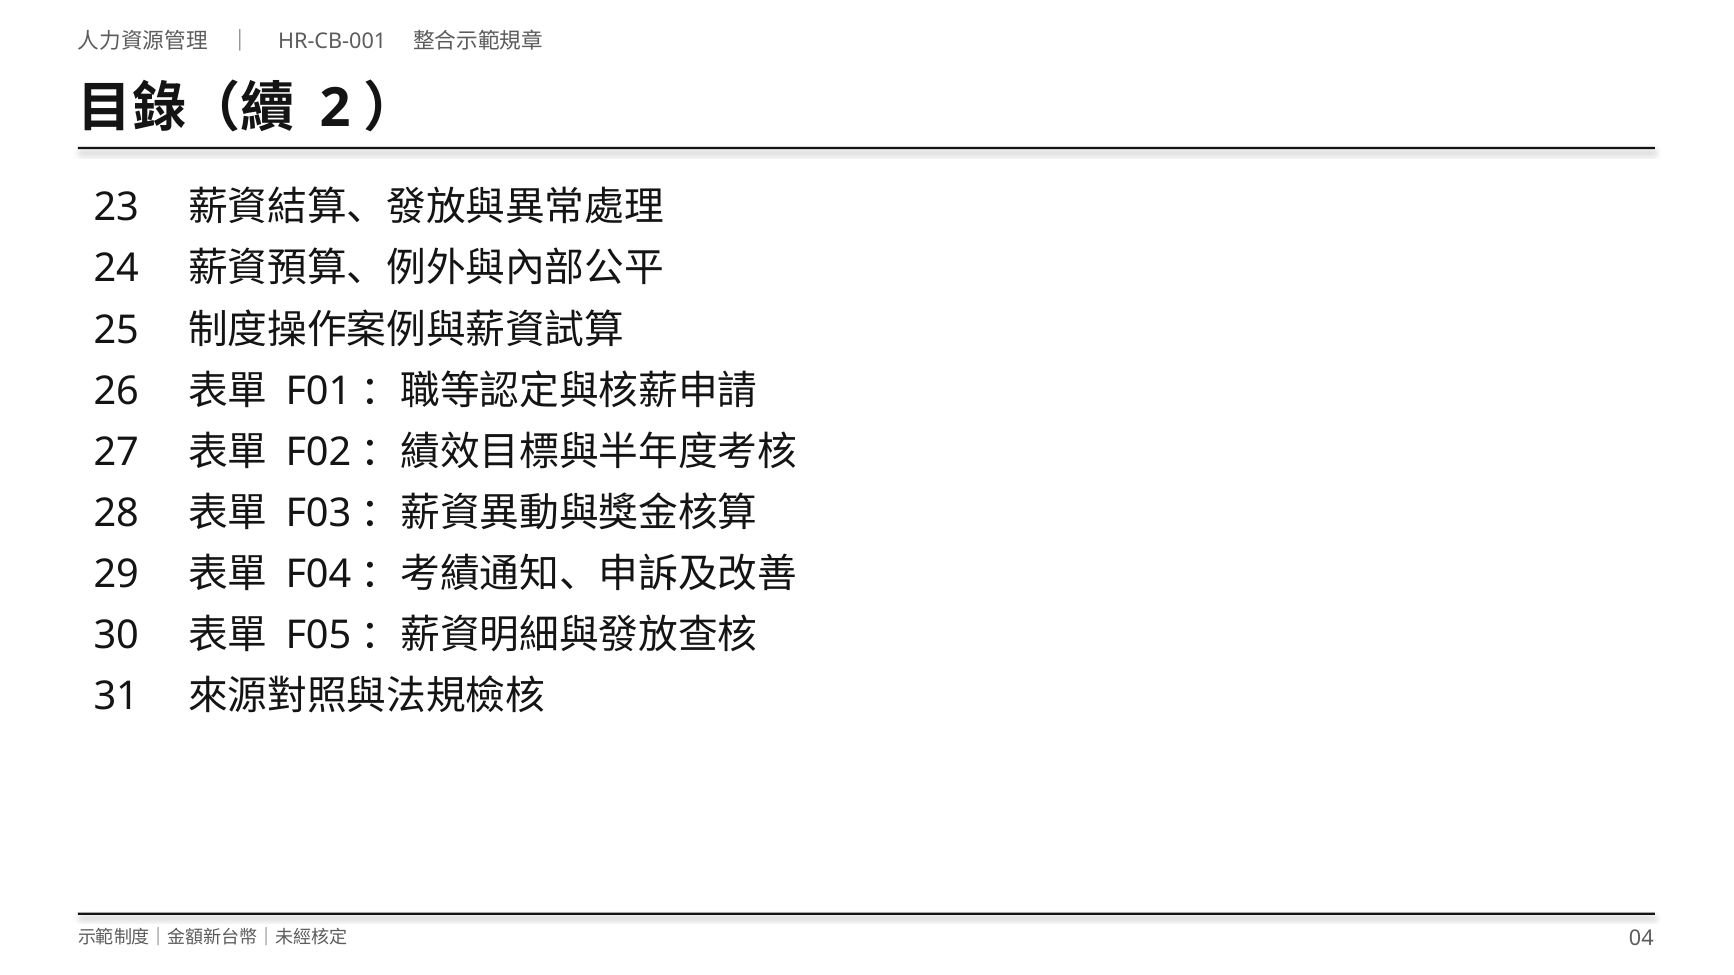 人力資源管理 ｜ HR-CB-001 整合示範規章
目錄（續 2）
23 薪資結算、發放與異常處理
24 薪資預算、例外與內部公平
25 制度操作案例與薪資試算
26 表單 F01：職等認定與核薪申請
27 表單 F02：績效目標與半年度考核
28 表單 F03：薪資異動與獎金核算
29 表單 F04：考績通知、申訴及改善
30 表單 F05：薪資明細與發放查核
31 來源對照與法規檢核
示範制度｜金額新台幣｜未經核定
04